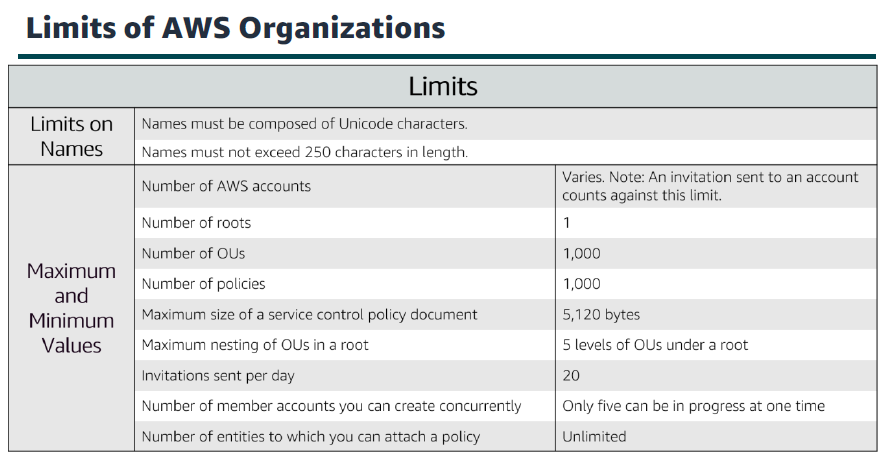 Limits of AWS Organizations
Limits
Limits on
Names
Names must be composed of Unicode characters.
Names must not exceed 250 characters in length.
Maximum
and
Minimum
Values
Number of AWS accounts
Varies. Note: An invitation sent to an account
counts against this limit.
Number of roots
1
Number of OUs
1,000
Number of policies
1,000
Maximum size of a service control policy document
5,120 bytes
Maximum nesting of OUs in a root
5 levels of OUs under a root
Invitations sent per day
20
Number of member accounts you can create concurrently
Only five can be in progress at one time
Number of entities to which you can attach a policy
Unlimited